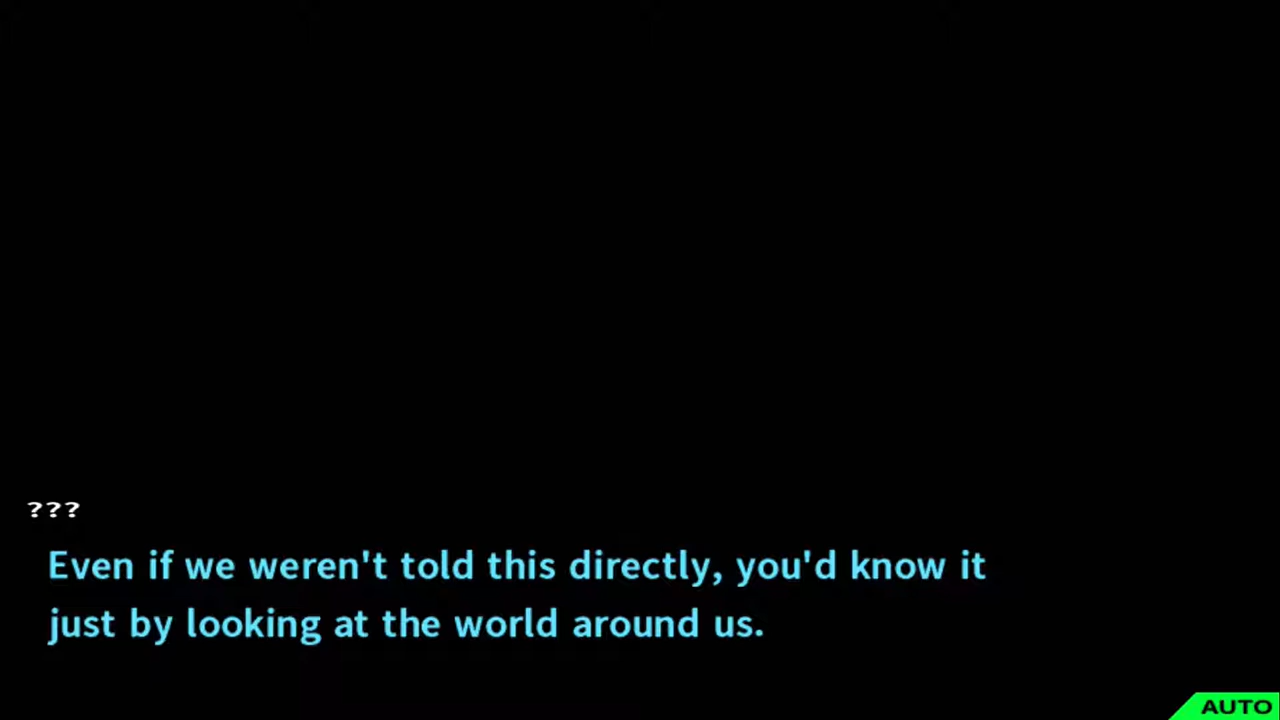 ???
Even if we weren't told this directly, you'd know it
just by looking at the world around us.
AUTO